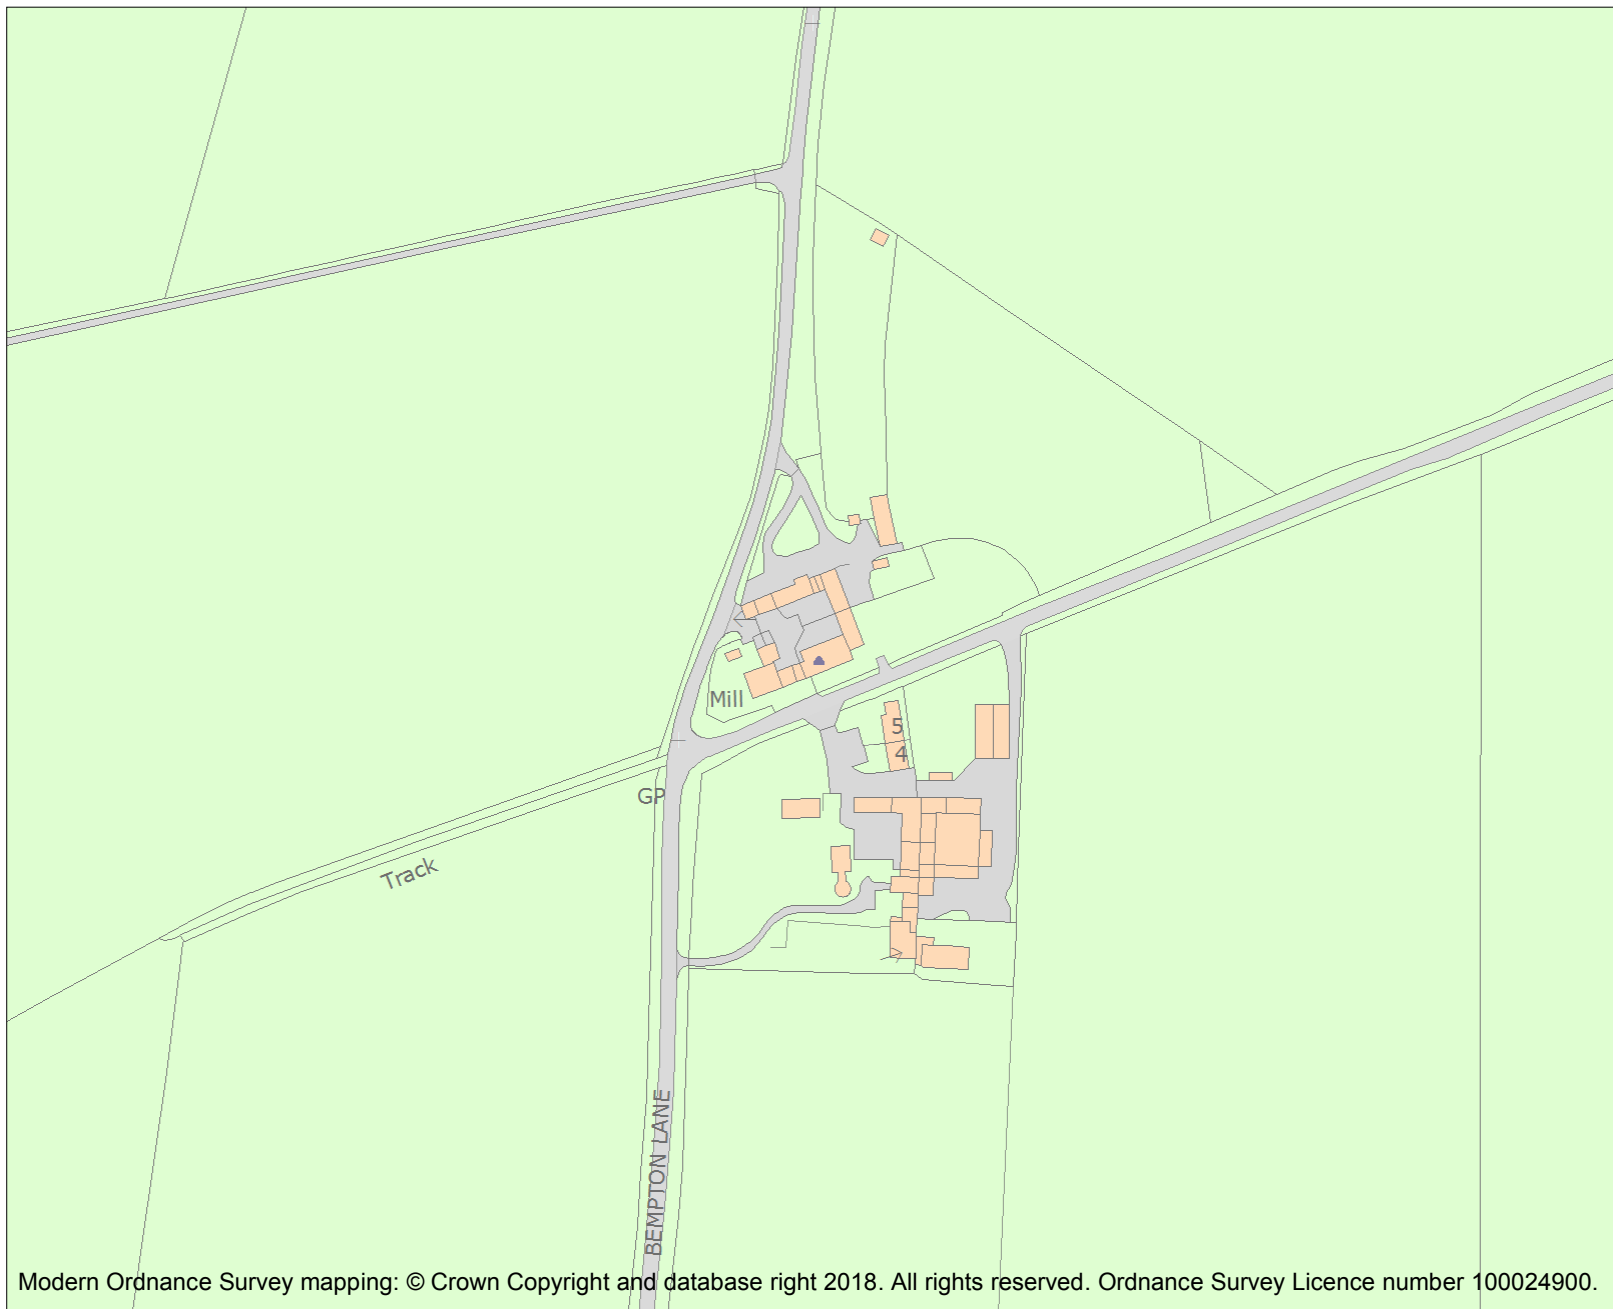 Mill
5
4
GP
Track
BEMPTON LANE
Modern Ordnance Survey mapping: © Crown Copyright and database right 2018. All rights reserved. Ordnance Survey Licence number 100024900.